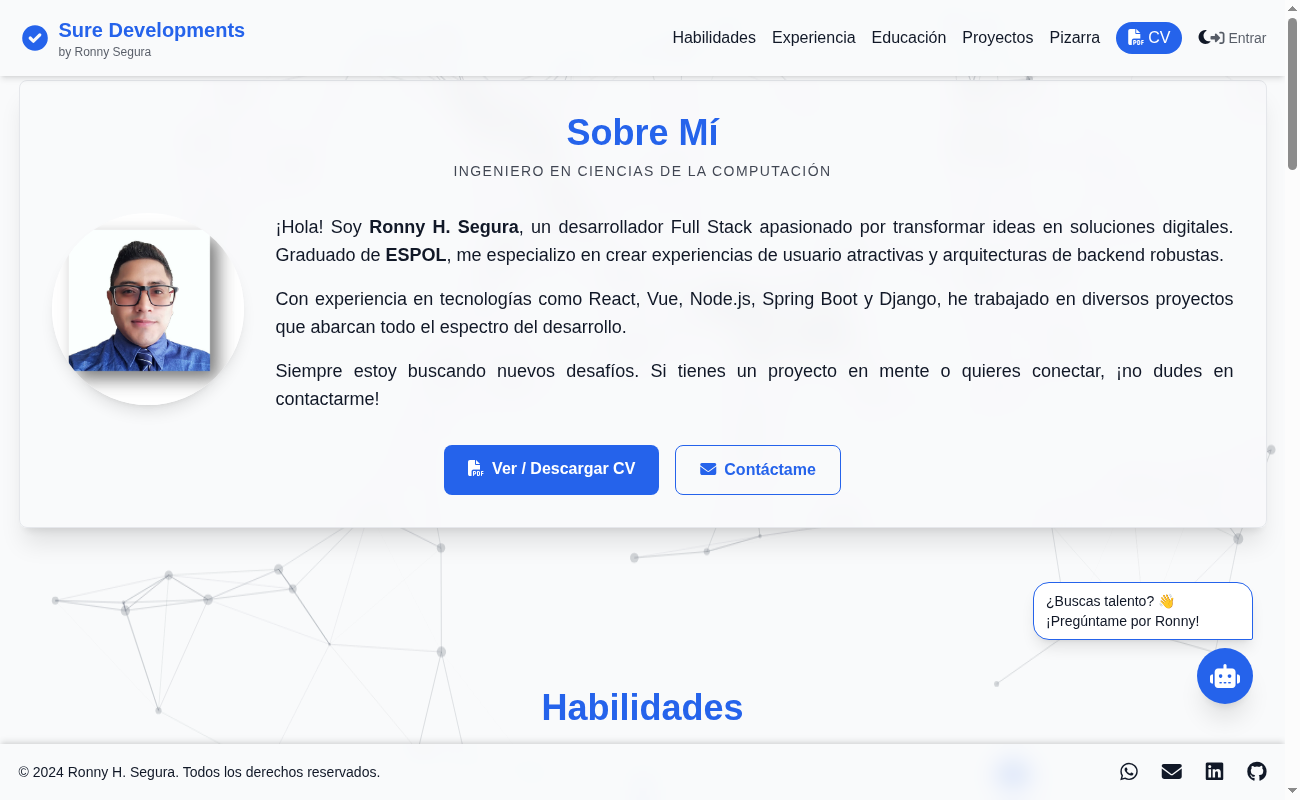 Sure Developments
by Ronny Segura
Habilidades Experiencia Educación Proyectos Pizarra CV Entrar
Sobre Mí
INGENIERO EN CIENCIAS DE LA COMPUTACIÓN
¡Hola! Soy Ronny H. Segura, un desarrollador Full Stack apasionado por transformar ideas en soluciones digitales.
Graduado de ESPOL, me especializo en crear experiencias de usuario atractivas y arquitecturas de backend robustas.
Con experiencia en tecnologías como React, Vue, Node.js, Spring Boot y Django, he trabajado en diversos proyectos
que abarcan todo el espectro del desarrollo.
Siempre estoy buscando nuevos desafíos. Si tienes un proyecto en mente o quieres conectar, ¡no dudes en
contactarme!
Ver / Descargar CV
Contáctame
¿Buscas talento? 👋
¡Pregúntame por Ronny!
Habilidades
© 2024 Ronny H. Segura. Todos los derechos reservados.